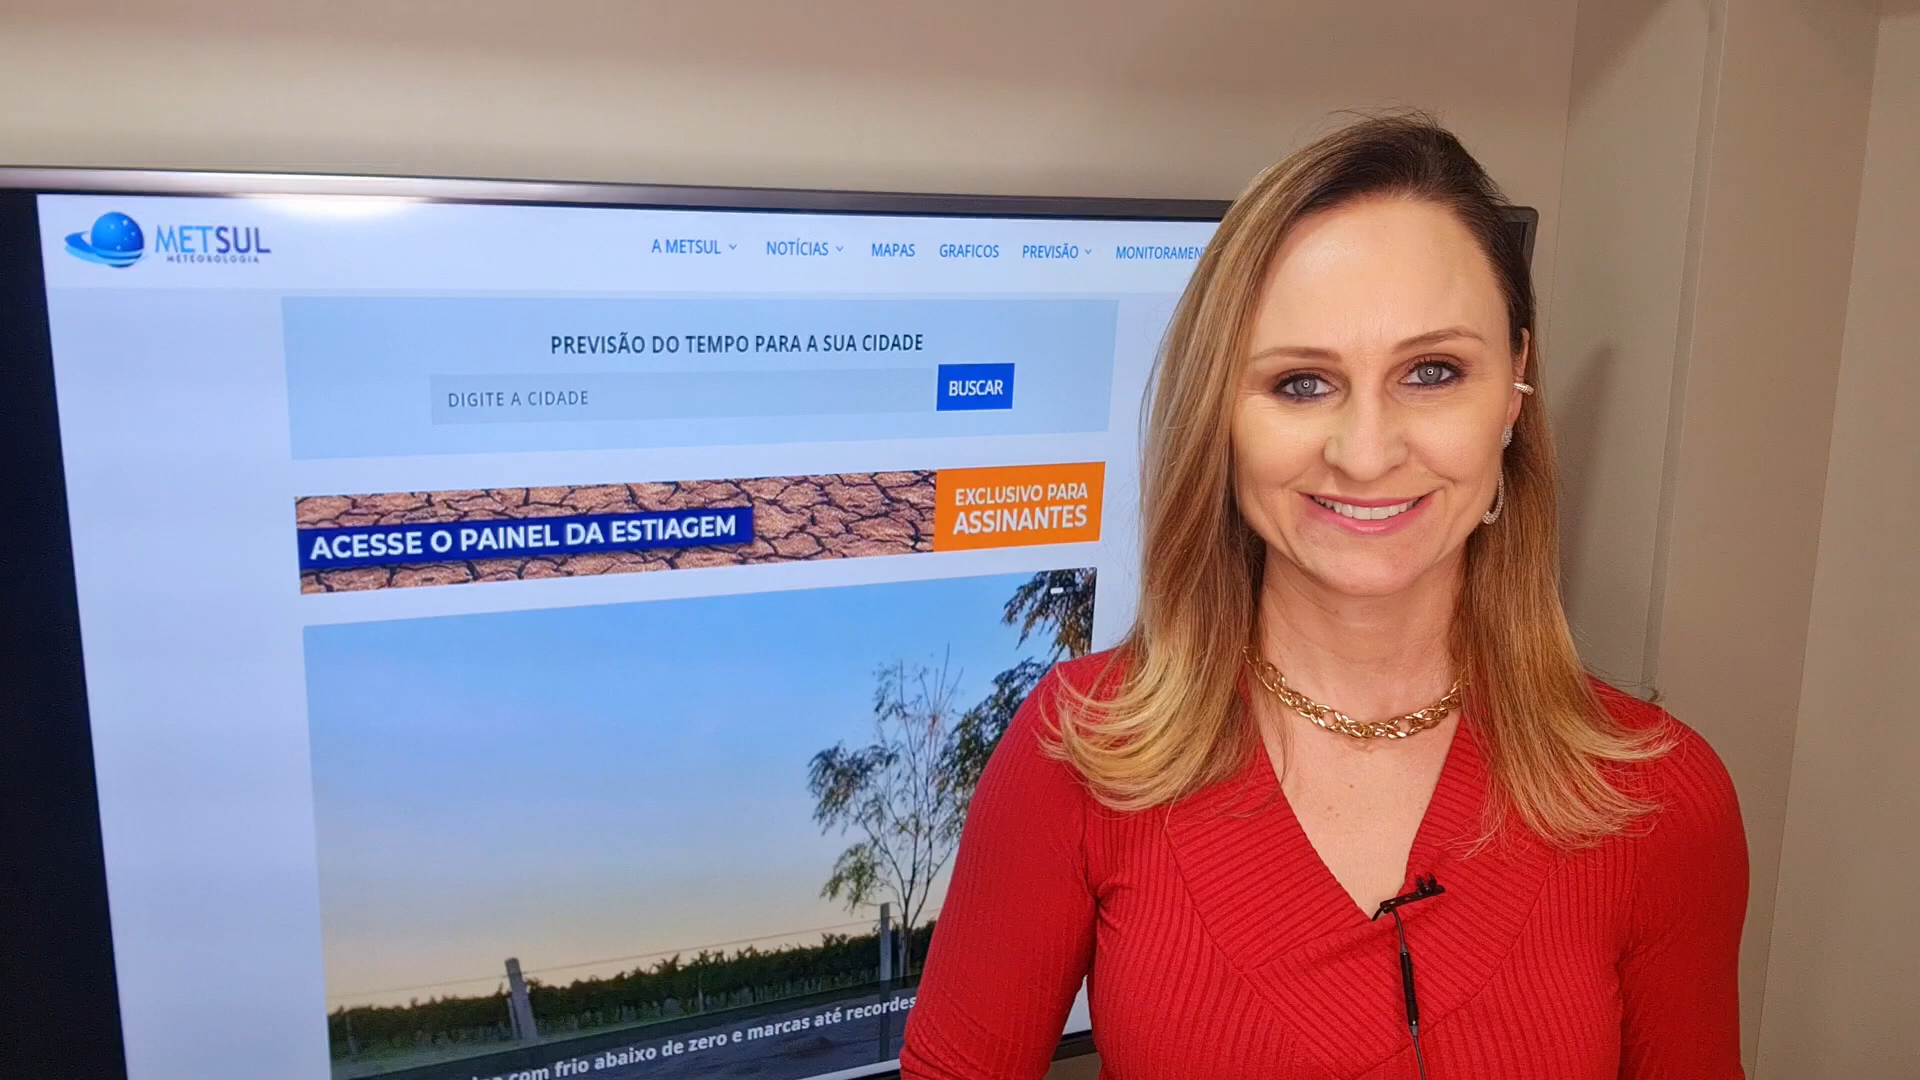 METSUL
METEOROLOGIA
A METSUL
NOTÍCIAS
MAPAS
GRAFICOS
PREVISÃO
MONITORAMEN
PREVISÃO DO TEMPO PARA A SUA CIDADE
DIGITE A CIDADE
BUSCAR
ACESSE O PAINEL DA ESTIAGEM
EXCLUSIVO PARA
ASSINANTES
com frio abaixo de zero e marcas até recordes